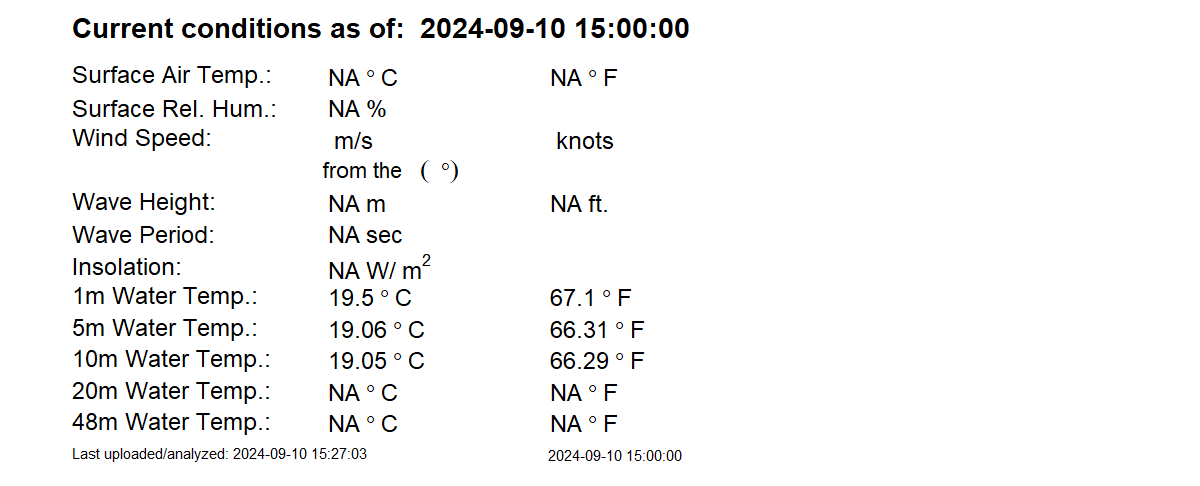 Current conditions as of: 2024-09-10 15:00:00
Surface Air Temp.: NA ° C NA ° F
Surface Rel. Hum.: NA %
Wind Speed: m/s knots
from the ( °)
Wave Height: NA m NA ft.
Wave Period: NA sec
Insolation: NA W/ m²
1m Water Temp.: 19.5 ° C 67.1 ° F
5m Water Temp.: 19.06 ° C 66.31 ° F
10m Water Temp.: 19.05 ° C 66.29 ° F
20m Water Temp.: NA ° C NA ° F
48m Water Temp.: NA ° C NA ° F
Last uploaded/analyzed: 2024-09-10 15:27:03 2024-09-10 15:00:00